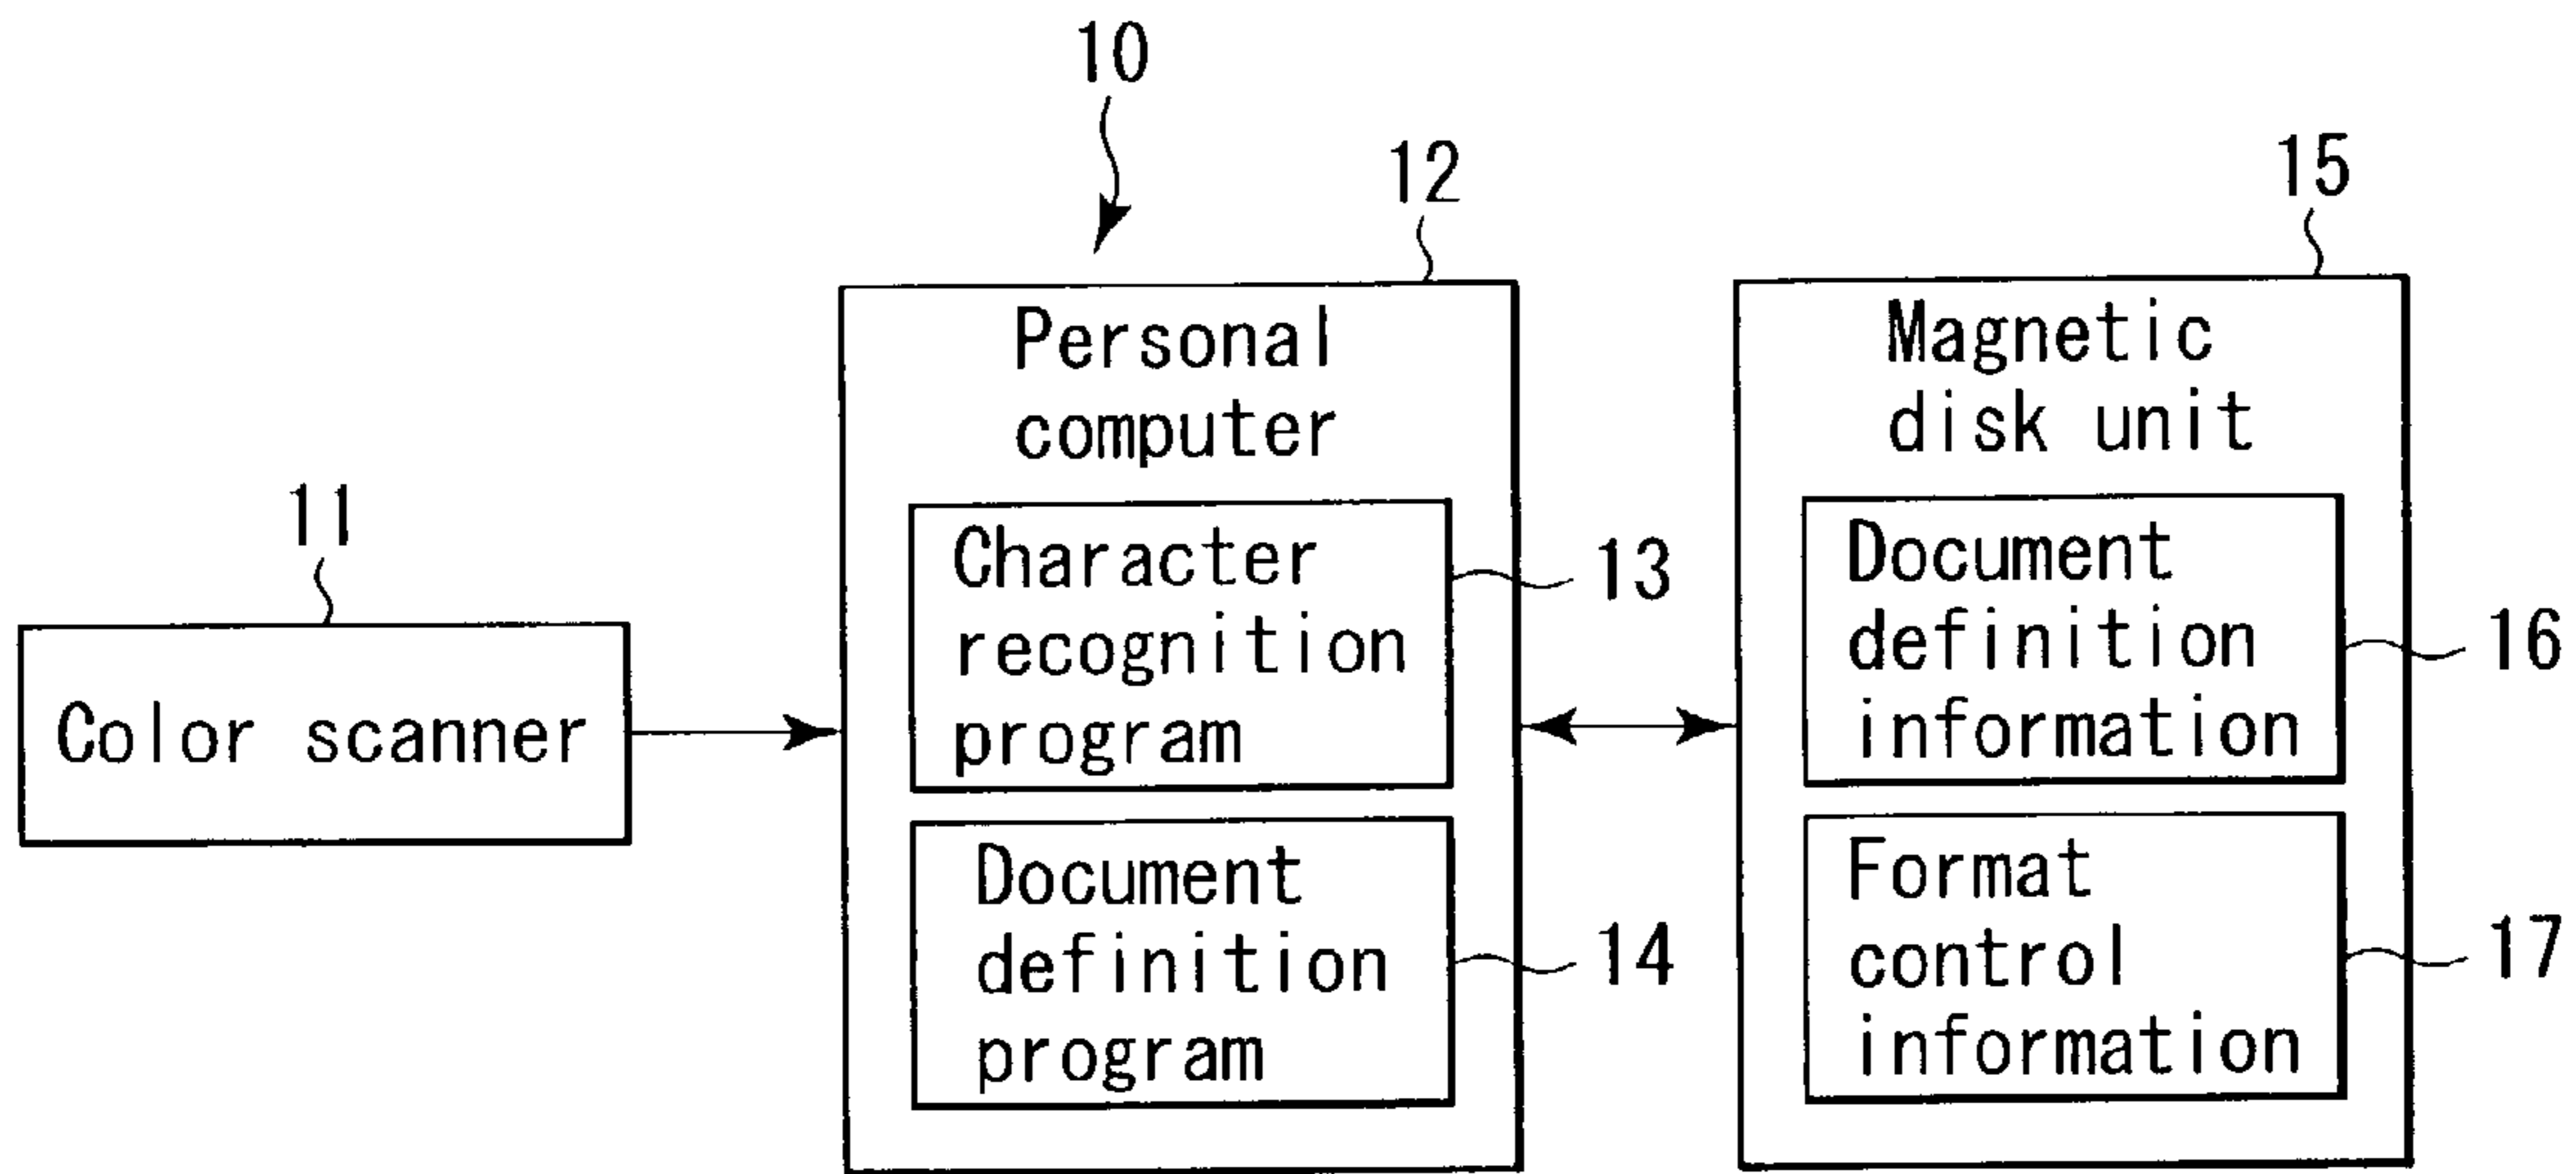 10
12
15
Personal
computer
Magnetic
disk unit
11
Character
recognition
program
13
Document
definition
information
16
Color scanner
Document
definition
program
14
Format
control
information
17